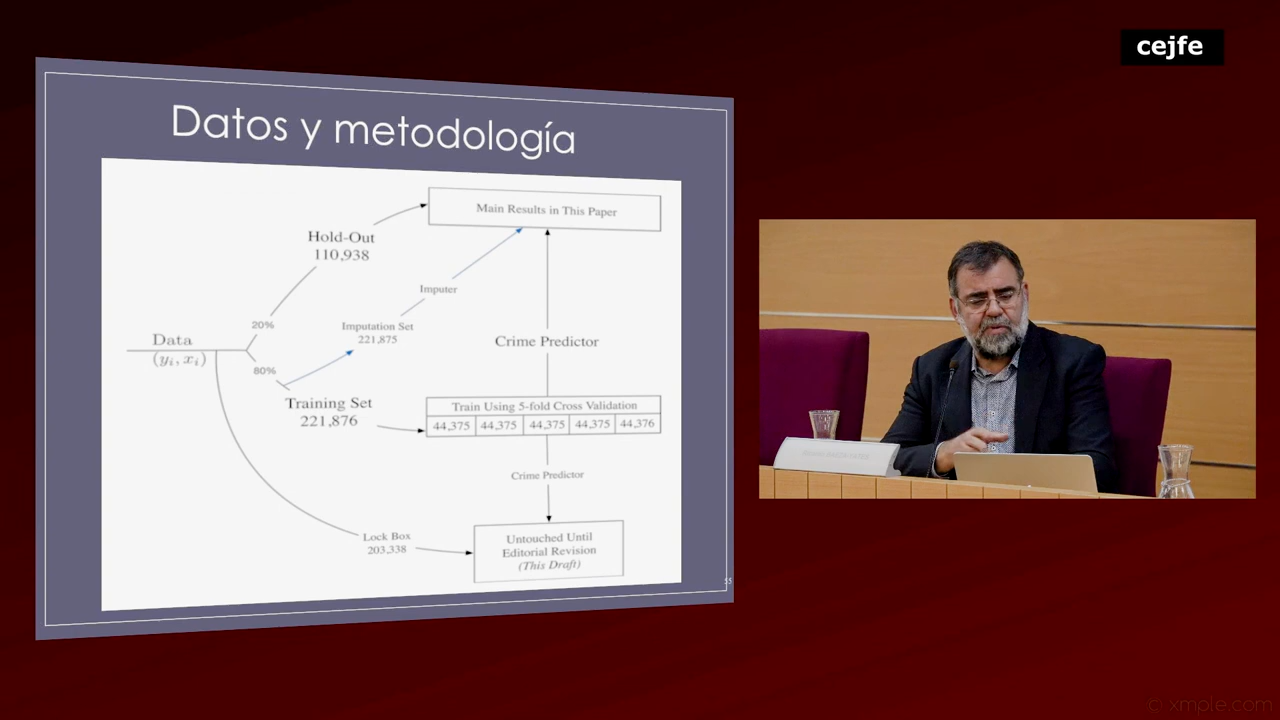 cejfe
Datos y metodología
Main Results in This Paper
Hold-Out
110,938
Imputer
20%
Imputation Set
221,875
Data
(yᵢ, xᵢ)
Crime Predictor
80%
Training Set
221,876
Train Using 5-fold Cross Validation
44,375 44,375 44,375 44,375 44,376
Crime Predictor
Lock Box
203,338
Untouched Until
Editorial Revision
(This Draft)
© xmple.com